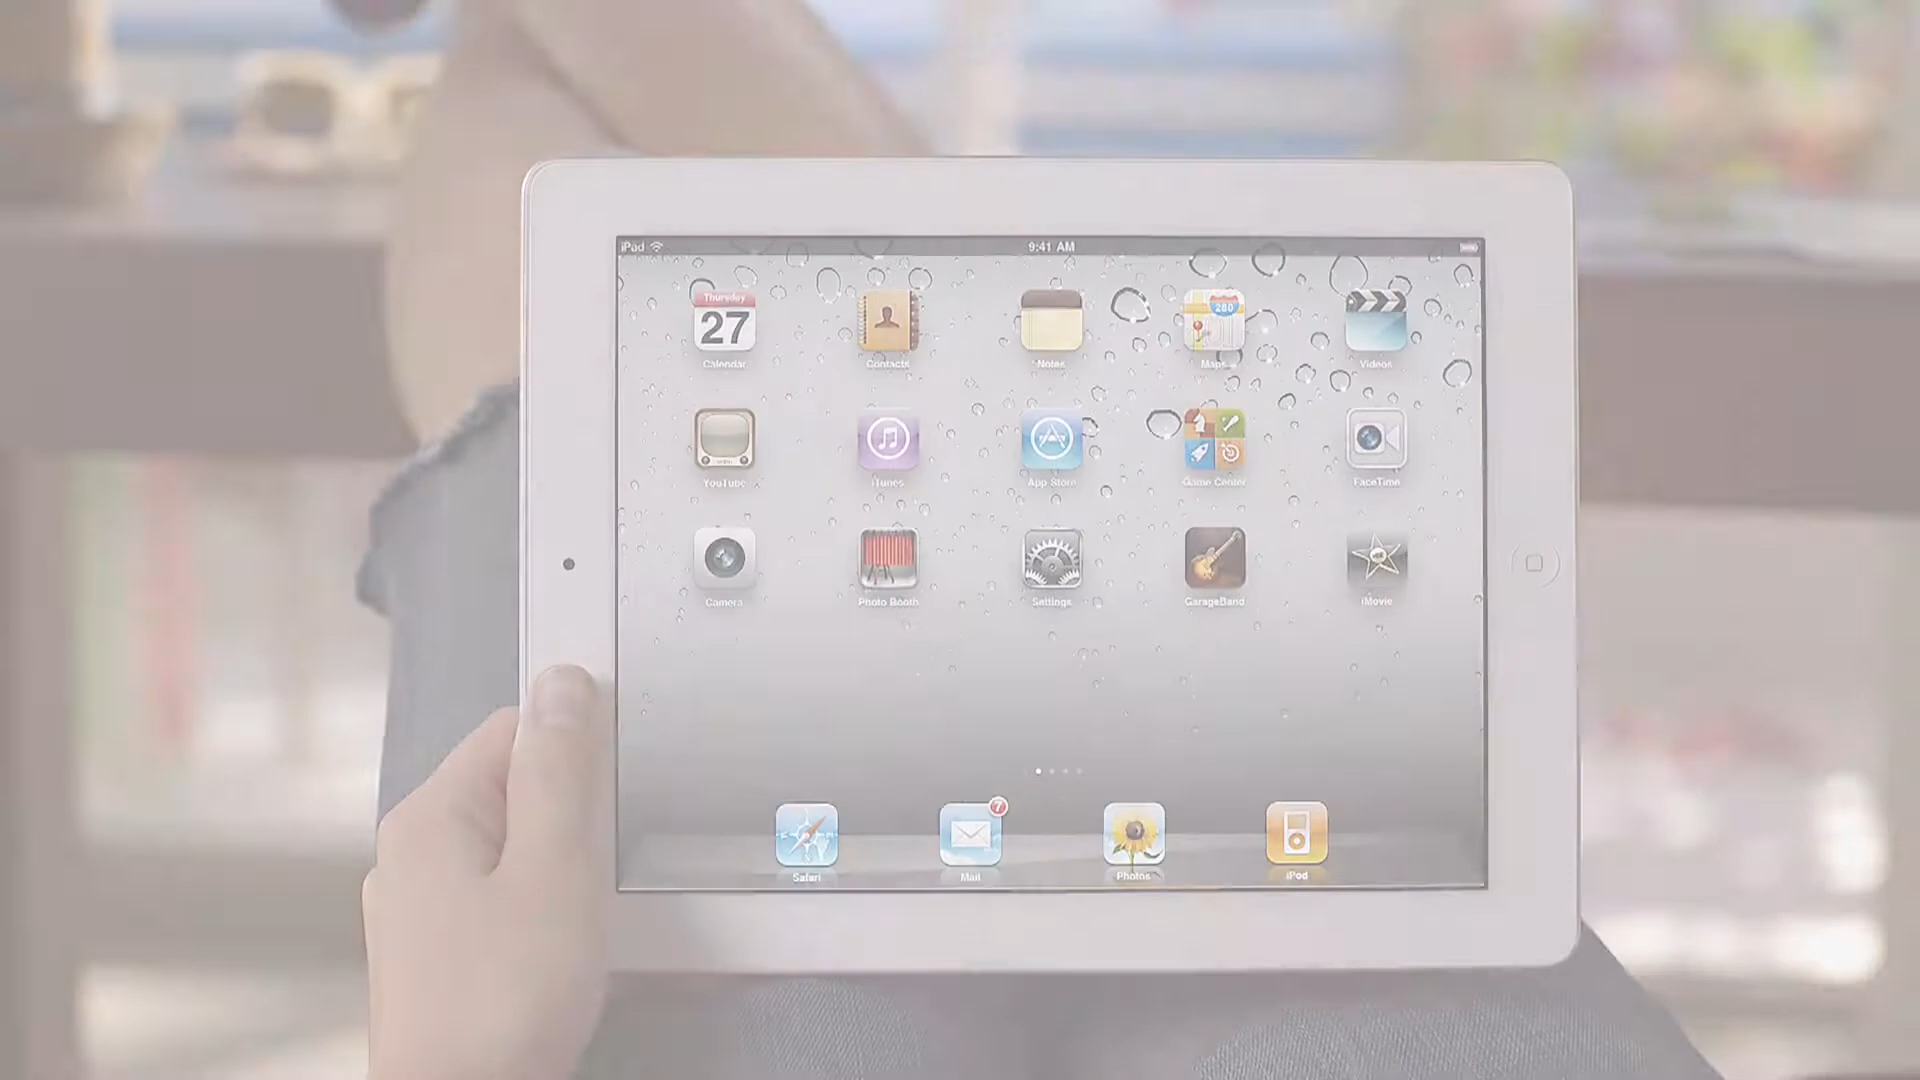 iPad 9:41 AM
Thursday
27
280
Calendar Contacts Notes Maps Videos
YouTube iTunes App Store Game Center FaceTime
Camera Photo Booth Settings GarageBand iMovie
7
Safari Mail Photos iPod